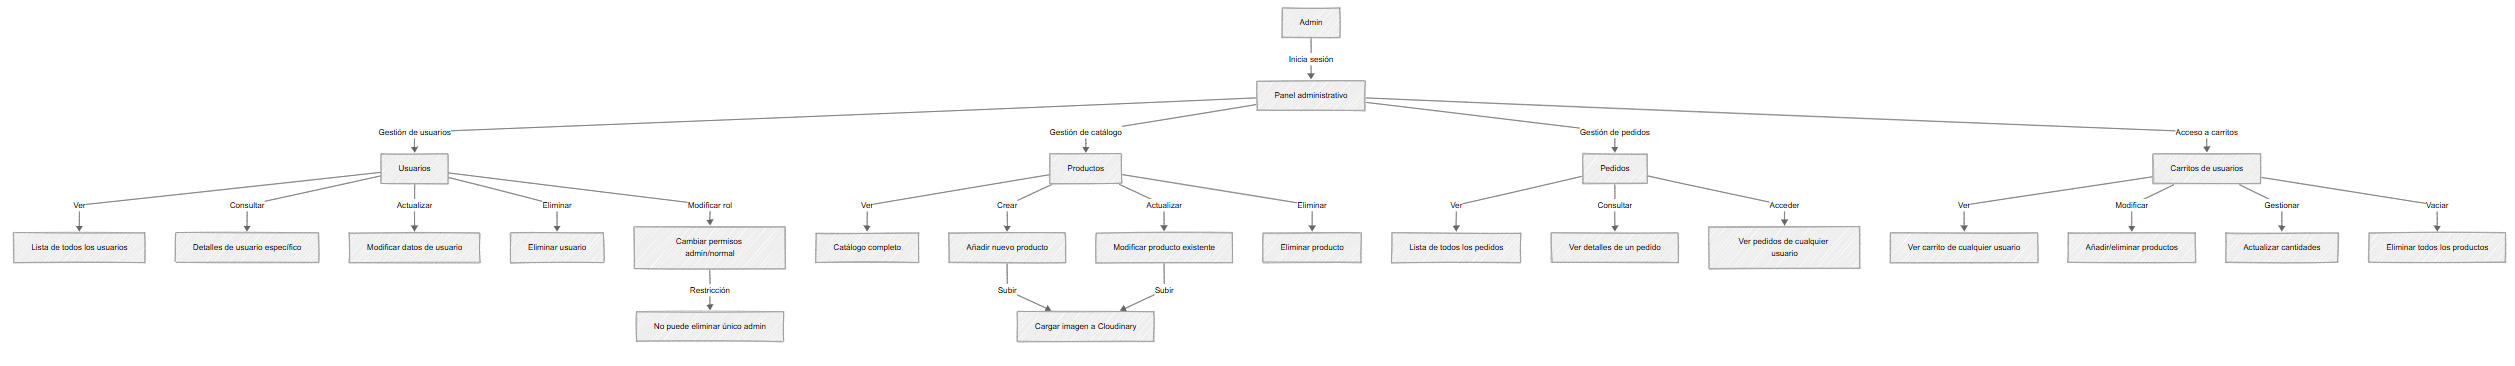 Admin
Inicia sesión
Panel administrativo
Gestión de usuarios
Gestión de catálogo
Gestión de pedidos
Acceso a carritos
Usuarios
Productos
Pedidos
Carritos de usuarios
Ver
Consultar
Actualizar
Eliminar
Modificar rol
Ver
Crear
Actualizar
Eliminar
Ver
Consultar
Acceder
Ver
Modificar
Gestionar
Vaciar
Lista de todos los usuarios
Detalles de usuario específico
Modificar datos de usuario
Eliminar usuario
Cambiar permisos
admin/normal
Catálogo completo
Añadir nuevo producto
Modificar producto existente
Eliminar producto
Lista de todos los pedidos
Ver detalles de un pedido
Ver pedidos de cualquier
usuario
Ver carrito de cualquier usuario
Añadir/eliminar productos
Actualizar cantidades
Eliminar todos los productos
Restricción
Subir
Subir
No puede eliminar único admin
Cargar imagen a Cloudinary